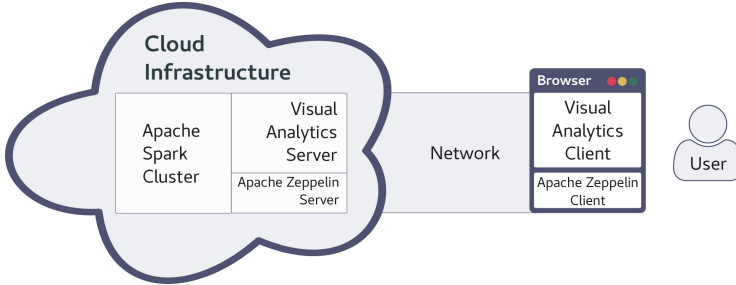 Cloud
Infrastructure
Apache
Spark
Cluster
Visual
Analytics
Server
Apache Zeppelin
Server
Network
Browser
Visual
Analytics
Client
Apache Zeppelin
Client
User